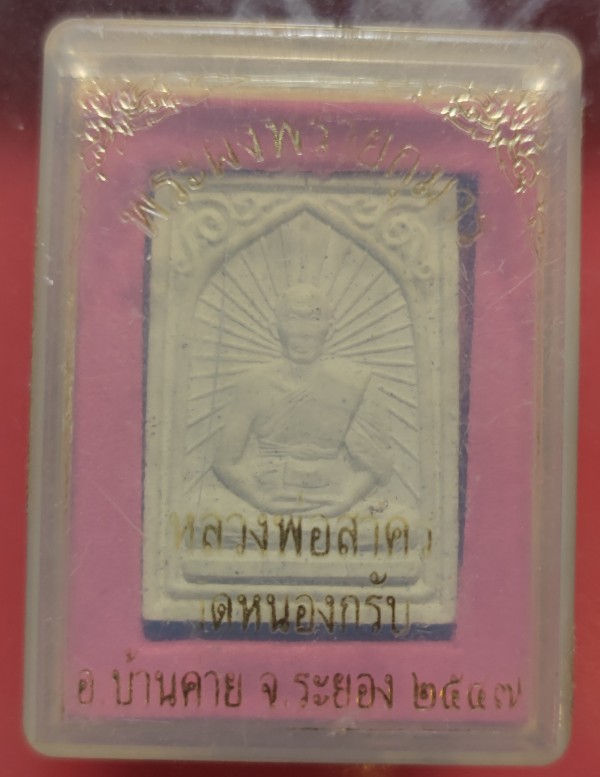 พระผงพรายกุมาร
หลวงพ่อสาคร
วัดหนองกรับ
อ.บ้านคาย จ.ระยอง ๒๕๔๗